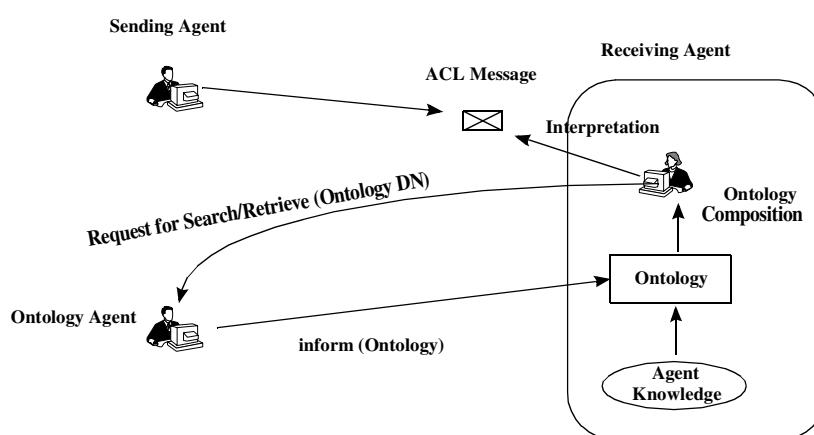 Sending Agent
Receiving Agent
ACL Message
Interpretation
Request for Search/Retrieve (Ontology DN)
Ontology
Composition
Ontology
Ontology Agent
inform (Ontology)
Agent
Knowledge